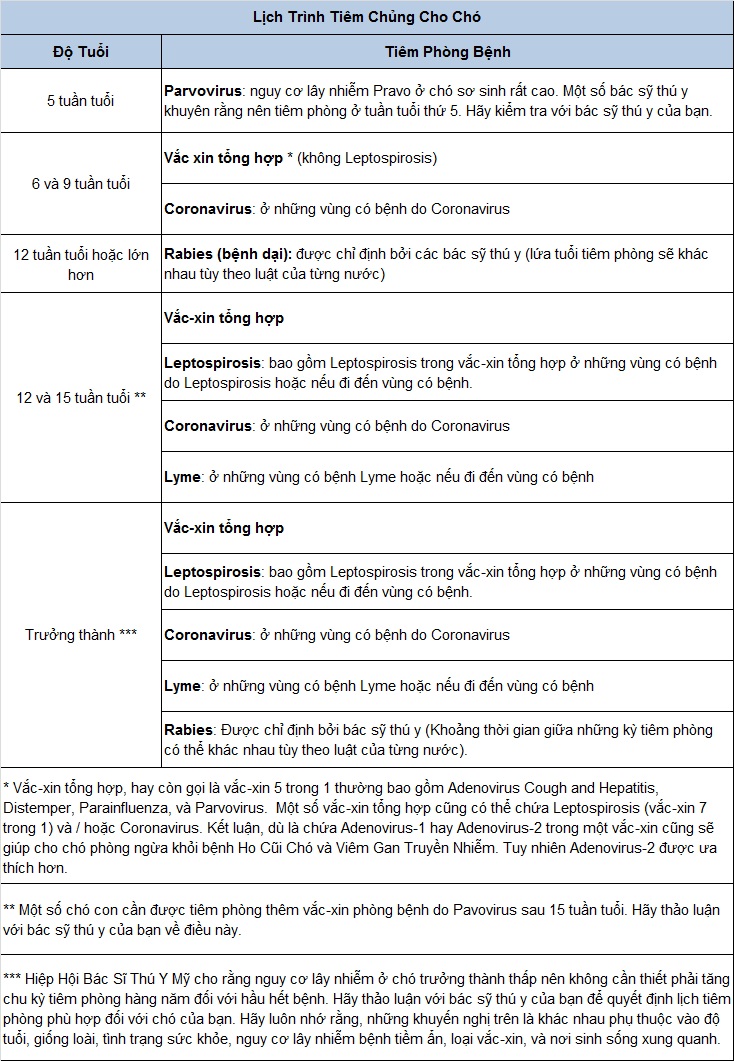 Lịch Trình Tiêm Chủng Cho Chó
Độ Tuổi
Tiêm Phòng Bệnh
5 tuần tuổi
Parvovirus: nguy cơ lây nhiễm Pravo ở chó sơ sinh rất cao. Một số bác sỹ thú y
khuyên rằng nên tiêm phòng ở tuần tuổi thứ 5. Hãy kiểm tra với bác sỹ thú y của bạn.
6 và 9 tuần tuổi
Vắc xin tổng hợp * (không Leptospirosis)
Coronavirus: ở những vùng có bệnh do Coronavirus
12 tuần tuổi hoặc lớn
hơn
Rabies (bệnh dại): được chỉ định bởi các bác sỹ thú y (lứa tuổi tiêm phòng sẽ khác
nhau tùy theo luật của từng nước)
12 và 15 tuần tuổi **
Vắc-xin tổng hợp
Leptospirosis: bao gồm Leptospirosis trong vắc-xin tổng hợp ở những vùng có bệnh
do Leptospirosis hoặc nếu đi đến vùng có bệnh.
Coronavirus: ở những vùng có bệnh do Coronavirus
Lyme: ở những vùng có bệnh Lyme hoặc nếu đi đến vùng có bệnh
Trưởng thành ***
Vắc-xin tổng hợp
Leptospirosis: bao gồm Leptospirosis trong vắc-xin tổng hợp ở những vùng có bệnh
do Leptospirosis hoặc nếu đi đến vùng có bệnh.
Coronavirus: ở những vùng có bệnh do Coronavirus
Lyme: ở những vùng có bệnh Lyme hoặc nếu đi đến vùng có bệnh
Rabies: Được chỉ định bởi bác sỹ thú y (Khoảng thời gian giữa những kỳ tiêm phòng
có thể khác nhau tùy theo luật của từng nước).
* Vắc-xin tổng hợp, hay còn gọi là vắc-xin 5 trong 1 thường bao gồm Adenovirus Cough and Hepatitis,
Distemper, Parainfluenza, và Parvovirus. Một số vắc-xin tổng hợp cũng có thể chứa Leptospirosis (vắc-xin 7
trong 1) và / hoặc Coronavirus. Kết luận, dù là chứa Adenovirus-1 hay Adenovirus-2 trong một vắc-xin cũng sẽ
giúp cho chó phòng ngừa khỏi bệnh Ho Cũi Chó và Viêm Gan Truyền Nhiễm. Tuy nhiên Adenovirus-2 được ưa
thích hơn.
** Một số chó con cần được tiêm phòng thêm vắc-xin phòng bệnh do Pavovirus sau 15 tuần tuổi. Hãy thảo luận
với bác sỹ thú y của bạn về điều này.
*** Hiệp Hội Bác Sĩ Thú Y Mỹ cho rằng nguy cơ lây nhiễm ở chó trưởng thành thấp nên không cần thiết phải tăng
chu kỳ tiêm phòng hàng năm đối với hầu hết bệnh. Hãy thảo luận với bác sỹ thú y của bạn để quyết định lịch tiêm
phòng phù hợp đối với chó của bạn. Hãy luôn nhớ rằng, những khuyến nghị trên là khác nhau phụ thuộc vào độ
tuổi, giống loài, tình trạng sức khỏe, nguy cơ lây nhiễm bệnh tiềm ẩn, loại vắc-xin, và nơi sinh sống xung quanh.